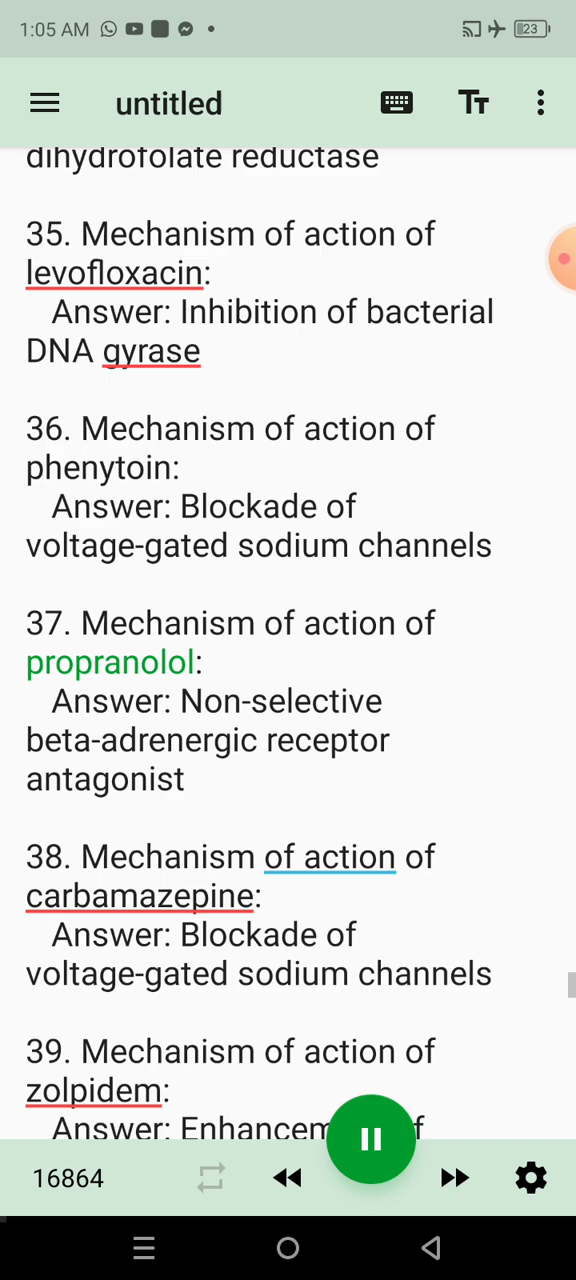 1:05 AM
23
untitled
dihydrofolate reductase
35. Mechanism of action of
levofloxacin:
Answer: Inhibition of bacterial
DNA gyrase
36. Mechanism of action of
phenytoin:
Answer: Blockade of
voltage-gated sodium channels
37. Mechanism of action of
propranolol:
Answer: Non-selective
beta-adrenergic receptor
antagonist
38. Mechanism of action of
carbamazepine:
Answer: Blockade of
voltage-gated sodium channels
39. Mechanism of action of
zolpidem:
Answer:
16864